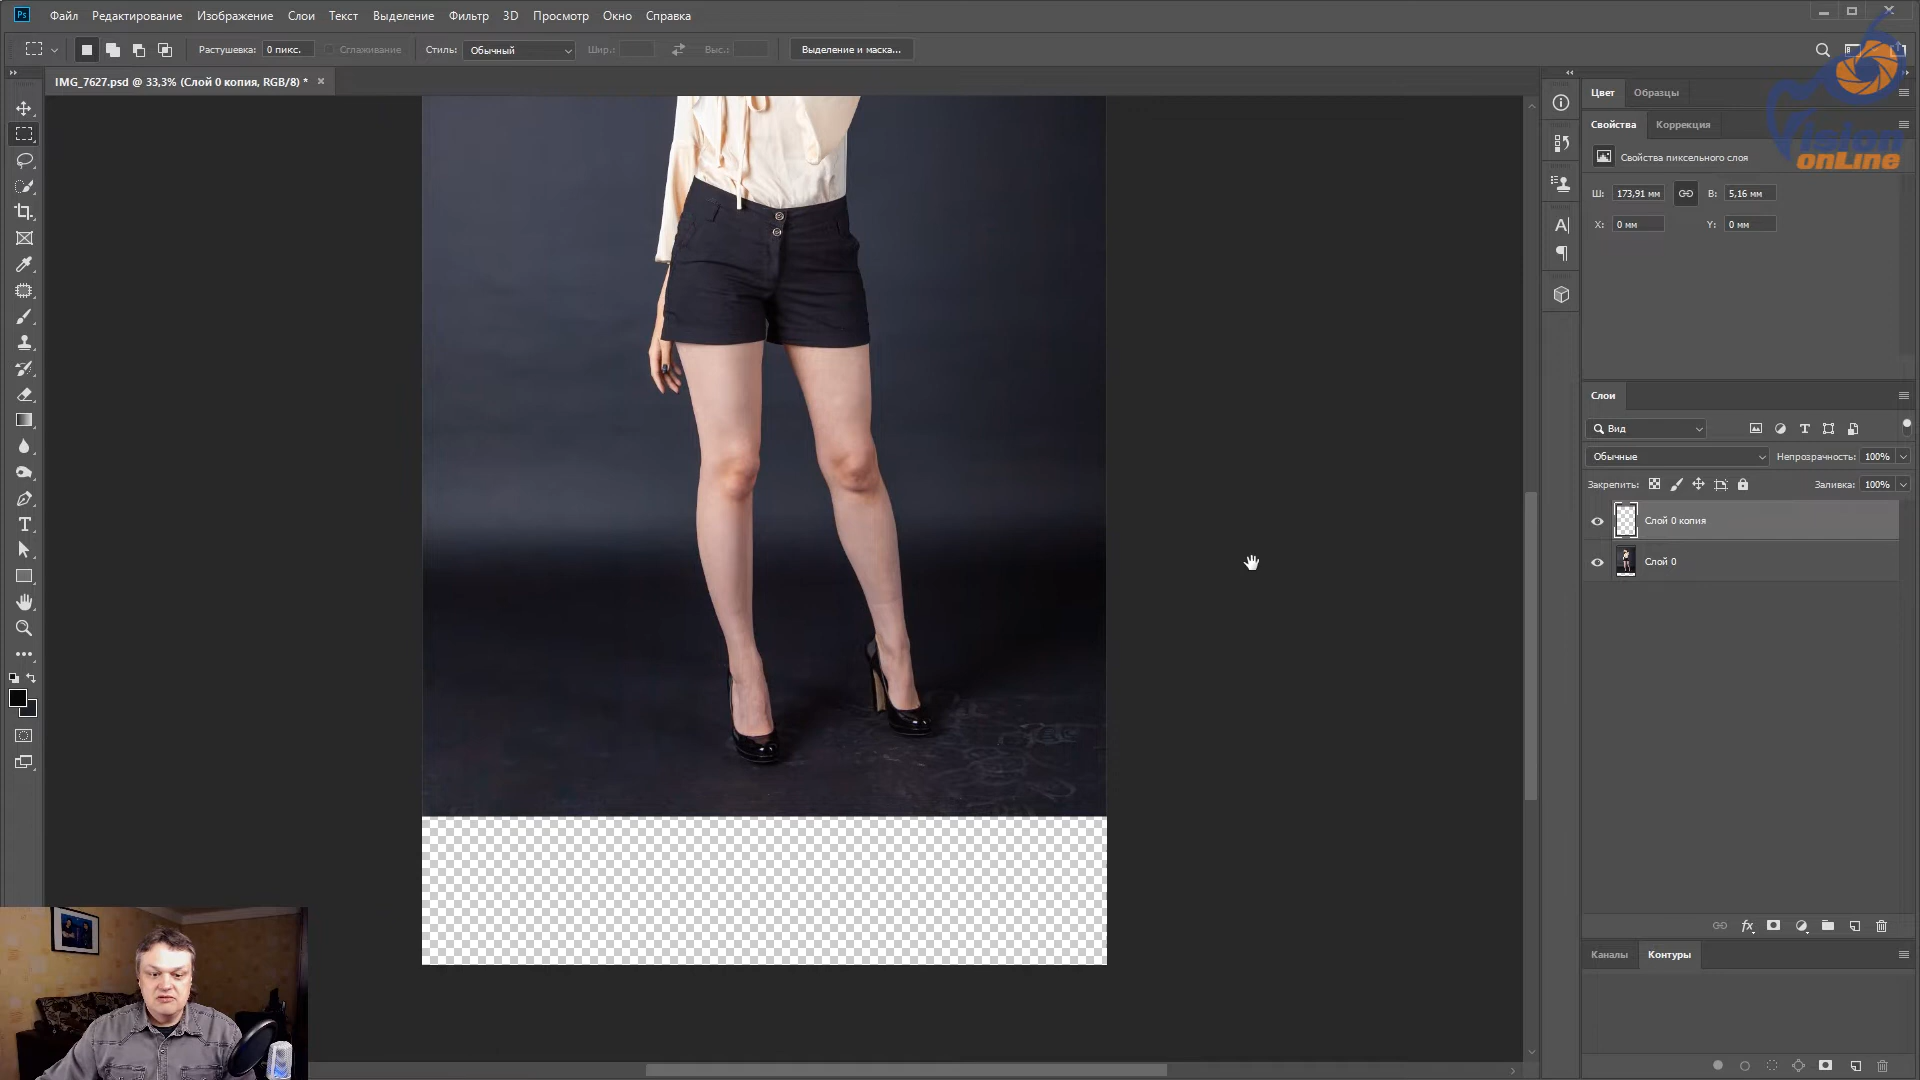 Ps Файл Редактирование Изображение Слои Текст Выделение Фильтр 3D Просмотр Окно Справка
Растушевка: 0 пикс. Сглаживание Стиль: Обычный Шир.: Выс.: Выделение и маска...
IMG_7627.psd @ 33,3% (Слой 0 копия, RGB/8) * ×
Цвет Образцы
Свойства Коррекция
Свойства пиксельного слоя
Ш: 173,91 мм В: 5,16 мм
X: 0 мм Y: 0 мм
ision
onLine
Слои
Вид
Обычные Непрозрачность: 100%
Закрепить: Заливка: 100%
Слой 0 копия
Слой 0
fx
Каналы Контуры